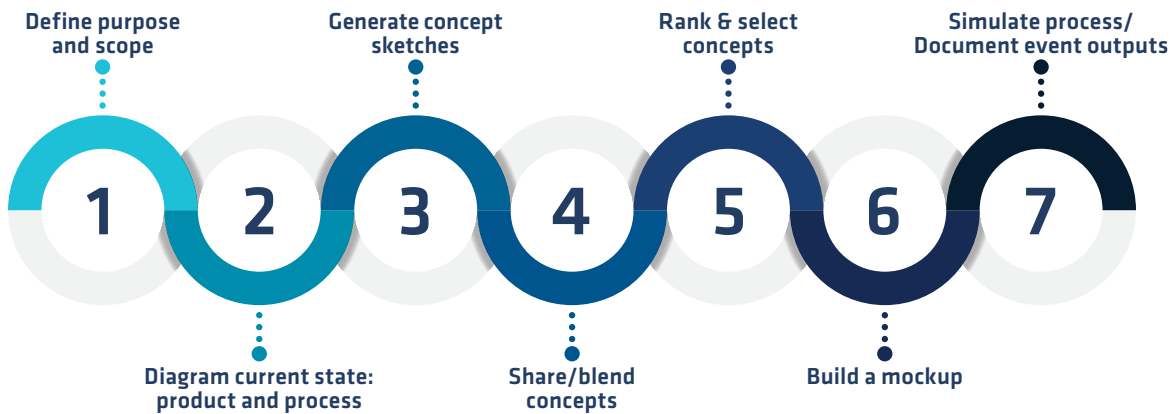 Define purpose
and scope
Generate concept
sketches
Rank & select
concepts
Simulate process/
Document event outputs
1
2
3
4
5
6
7
Diagram current state:
product and process
Share/blend
concepts
Build a mockup